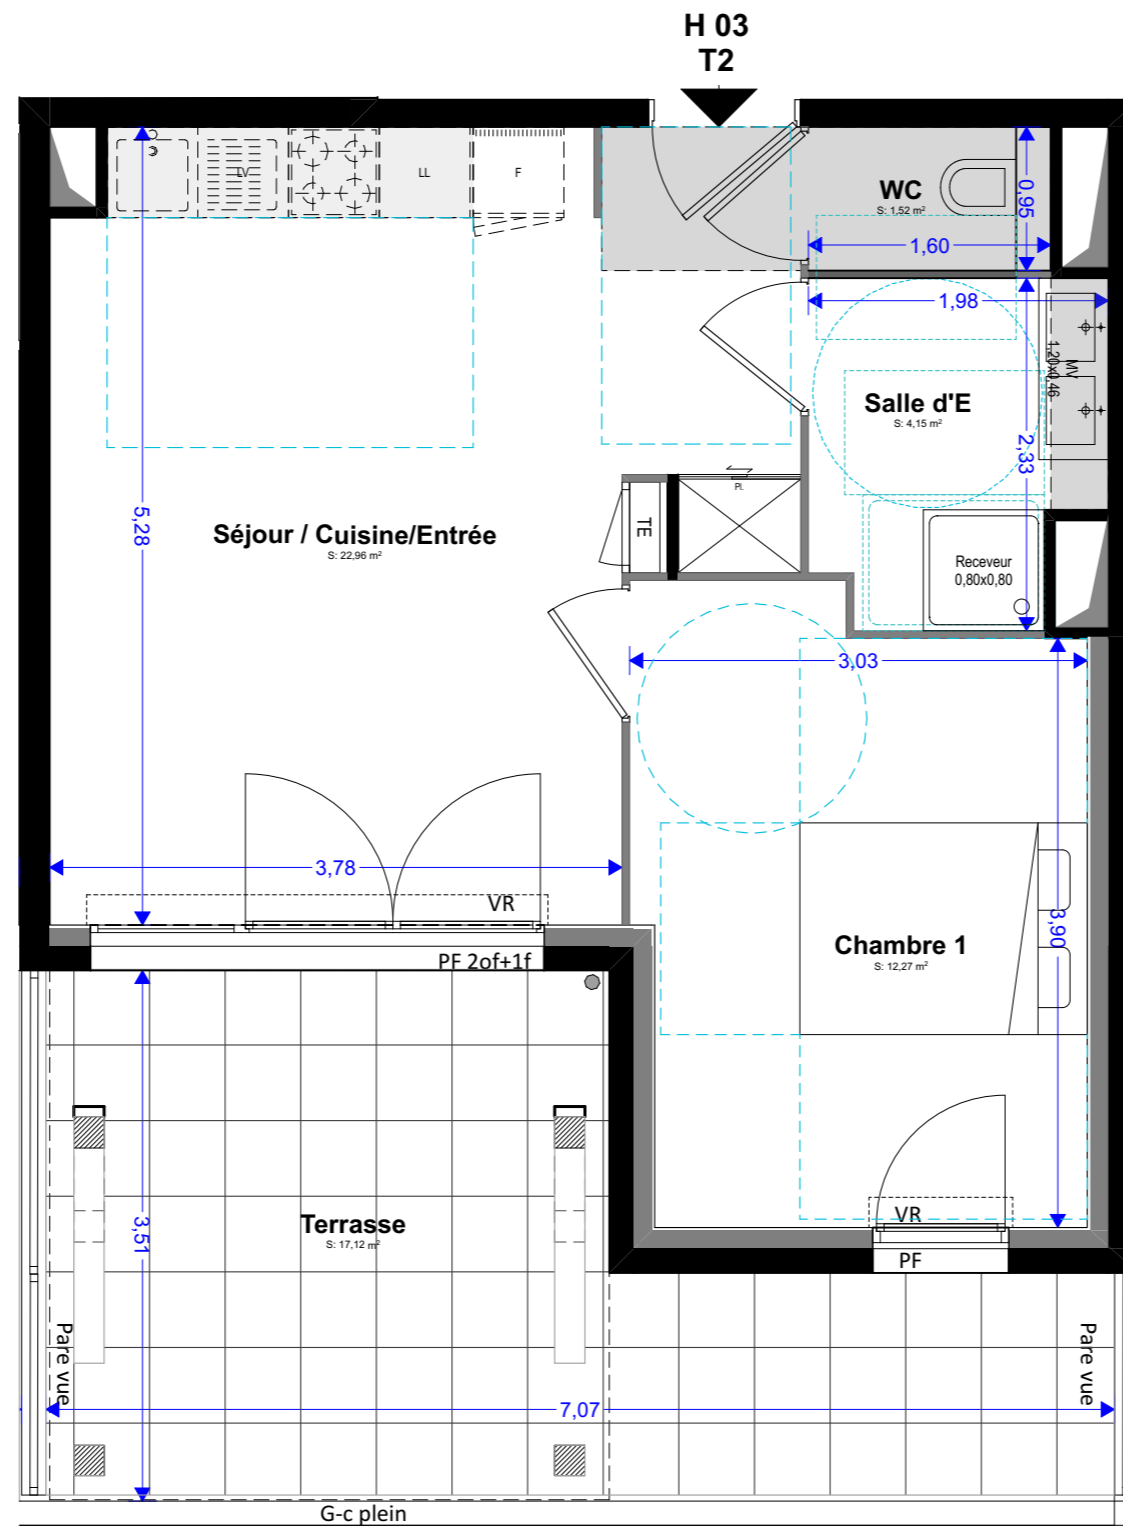 H 03
T2
WC
S: 1,52 m²
0,95
1,60
LV
LL
F
1,98
MV
1,20x0,46
Salle d'E
S: 4,15 m²
2,33
PL
TE
5,28
Séjour / Cuisine/Entrée
S: 22,96 m²
Receveur
0,80x0,80
3,03
3,78
VR
PF 2of+1f
Chambre 1
S: 12,27 m²
3,90
VR
PF
3,51
Terrasse
S: 17,12 m²
Pare vue
Pare vue
7,07
G-c plein